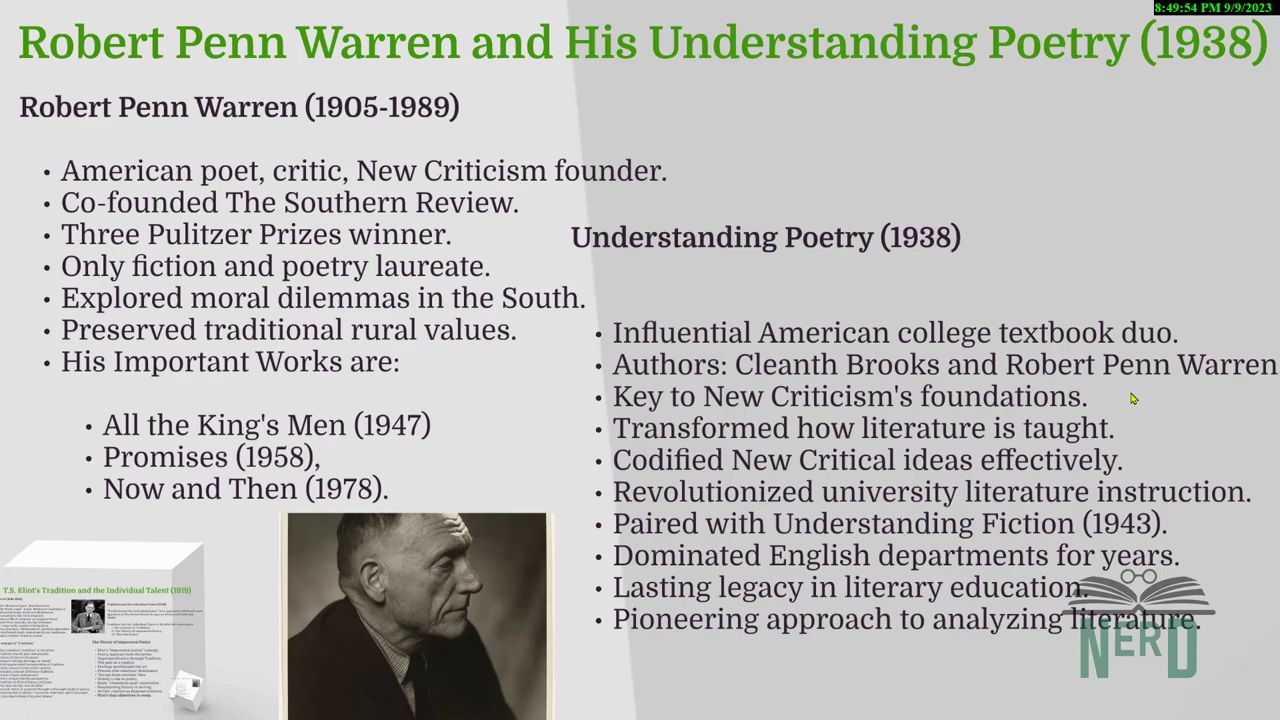 8:49:54 PM 9/9/2023
Robert Penn Warren and His Understanding Poetry (1938)
Robert Penn Warren (1905-1989)
• American poet, critic, New Criticism founder.
• Co-founded The Southern Review.
• Three Pulitzer Prizes winner.
• Only fiction and poetry laureate.
• Explored moral dilemmas in the South.
• Preserved traditional rural values.
• His Important Works are:
• All the King's Men (1947)
• Promises (1958),
• Now and Then (1978).
Understanding Poetry (1938)
• Influential American college textbook duo.
• Authors: Cleanth Brooks and Robert Penn Warren
• Key to New Criticism's foundations.
• Transformed how literature is taught.
• Codified New Critical ideas effectively.
• Revolutionized university literature instruction.
• Paired with Understanding Fiction (1943).
• Dominated English departments for years.
• Lasting legacy in literary education.
• Pioneering approach to analyzing literature.
NERD
T.S. Eliot's Tradition and the Individual Talent (1919)
The Theory of Impersonal Poetry